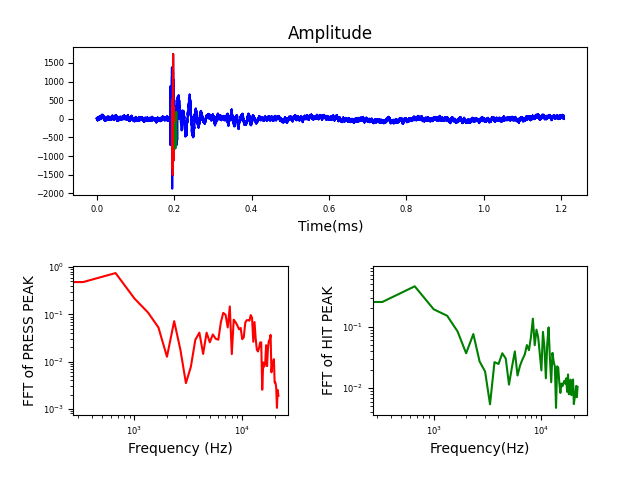 Amplitude
1500
1000
500
0
−500
−1000
−1500
−2000
0.0 0.2 0.4 0.6 0.8 1.0 1.2
Time(ms)
FFT of PRESS PEAK
10⁰
10⁻¹
10⁻²
10⁻³
10³ 10⁴
Frequency (Hz)
FFT of HIT PEAK
10⁻¹
10⁻²
10³ 10⁴
Frequency(Hz)